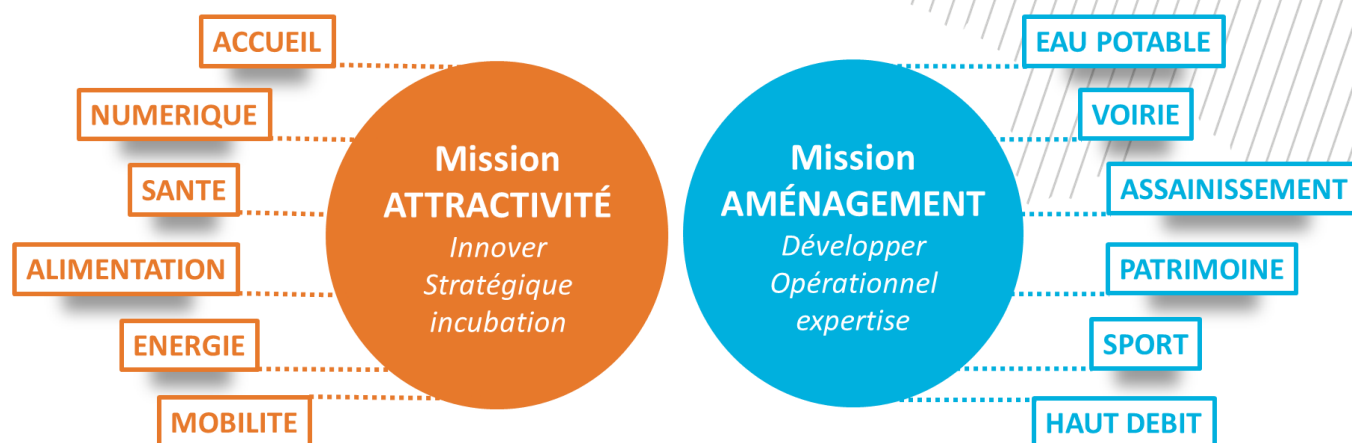 ACCUEIL
NUMERIQUE
SANTE
ALIMENTATION
ENERGIE
MOBILITE
Mission
ATTRACTIVITÉ
Innover
Stratégique
incubation
Mission
AMÉNAGEMENT
Développer
Opérationnel
expertise
EAU POTABLE
VOIRIE
ASSAINISSEMENT
PATRIMOINE
SPORT
HAUT DEBIT